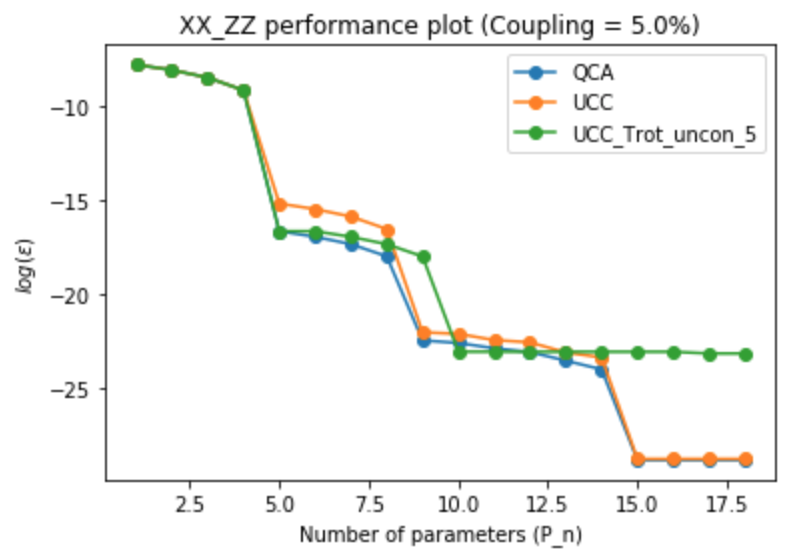 XX_ZZ performance plot (Coupling = 5.0%)
QCA
UCC
UCC_Trot_uncon_5
−10
−15
−20
−25
log(ε)
2.5 5.0 7.5 10.0 12.5 15.0 17.5
Number of parameters (P_n)